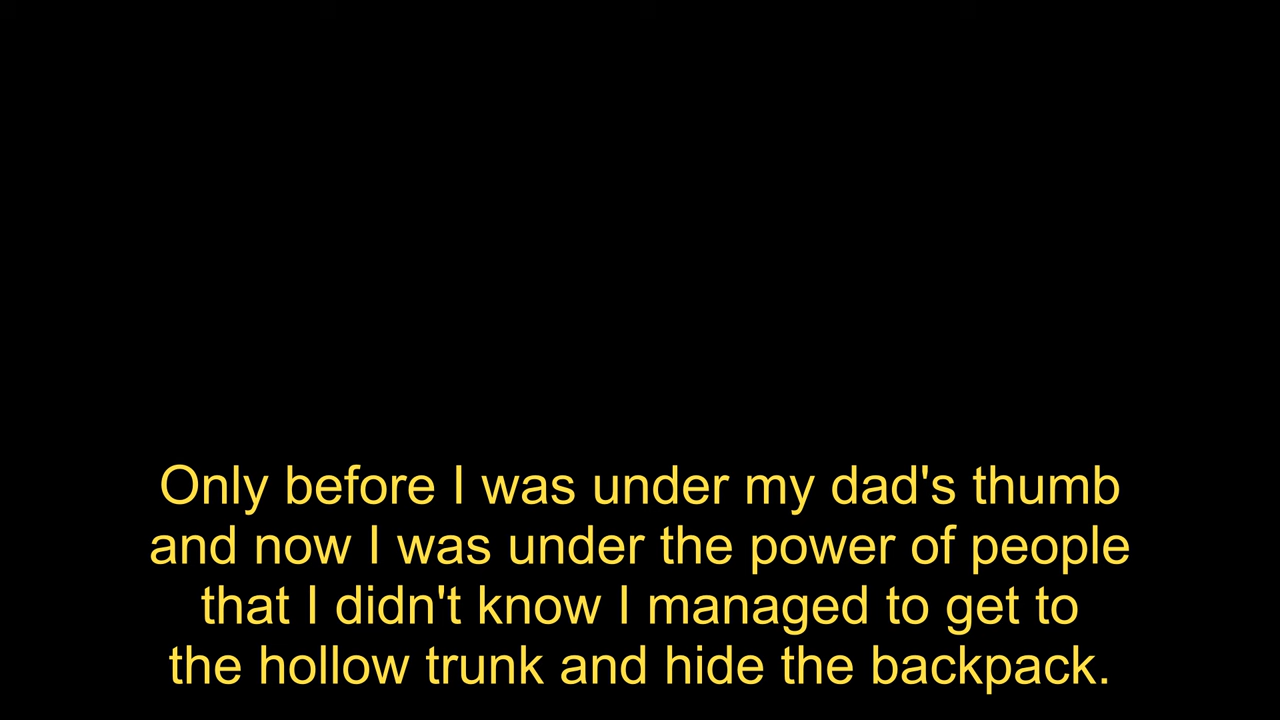 Only before I was under my dad's thumb
and now I was under the power of people
that I didn't know I managed to get to
the hollow trunk and hide the backpack.